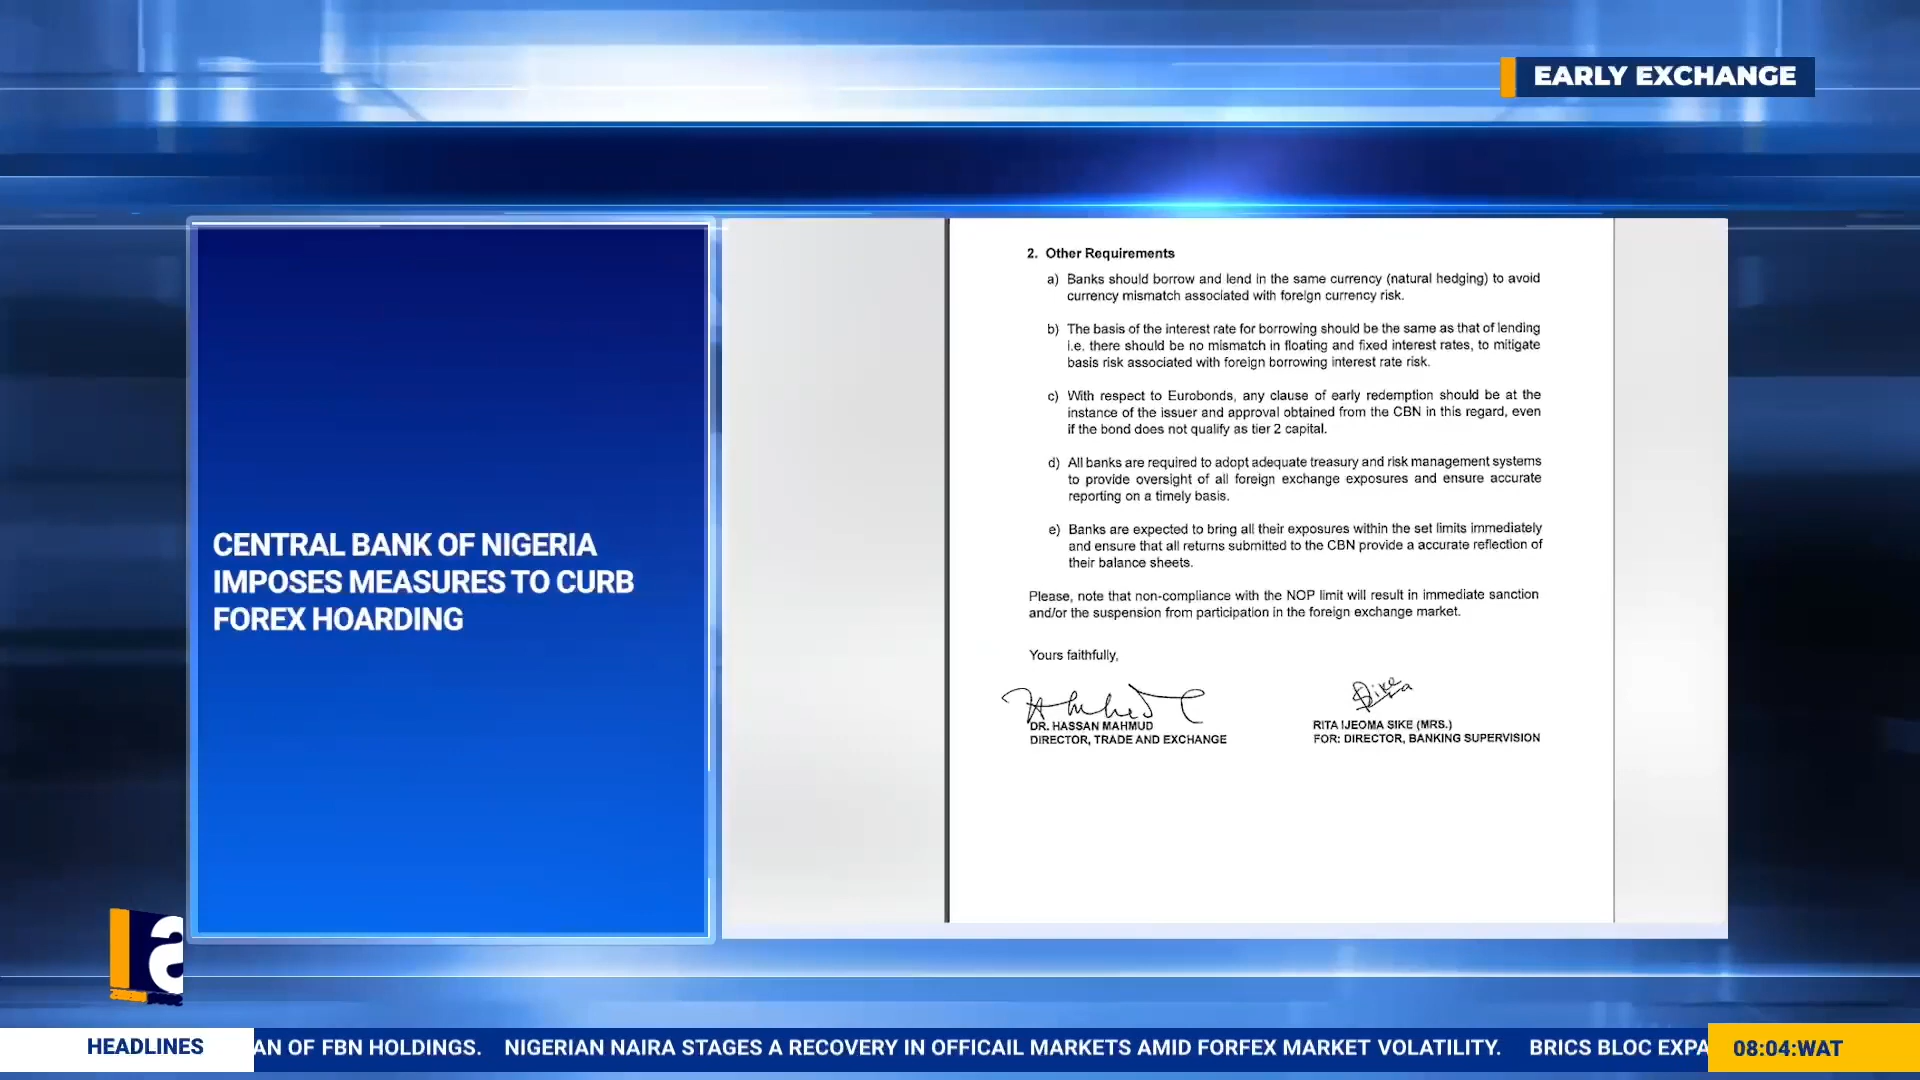 EARLY EXCHANGE
CENTRAL BANK OF NIGERIA
IMPOSES MEASURES TO CURB
FOREX HOARDING
2. Other Requirements
a) Banks should borrow and lend in the same currency (natural hedging) to avoid
currency mismatch associated with foreign currency risk.
b) The basis of the interest rate for borrowing should be the same as that of lending
i.e. there should be no mismatch in floating and fixed interest rates, to mitigate
basis risk associated with foreign borrowing interest rate risk.
c) With respect to Eurobonds, any clause of early redemption should be at the
instance of the issuer and approval obtained from the CBN in this regard, even
if the bond does not qualify as tier 2 capital.
d) All banks are required to adopt adequate treasury and risk management systems
to provide oversight of all foreign exchange exposures and ensure accurate
reporting on a timely basis.
e) Banks are expected to bring all their exposures within the set limits immediately
and ensure that all returns submitted to the CBN provide a accurate reflection of
their balance sheets.
Please, note that non-compliance with the NOP limit will result in immediate sanction
and/or the suspension from participation in the foreign exchange market.
Yours faithfully,
DR. HASSAN MAHMUD
DIRECTOR, TRADE AND EXCHANGE
RITA IJEOMA SIKE (MRS.)
FOR: DIRECTOR, BANKING SUPERVISION
a
HEADLINES
AN OF FBN HOLDINGS. NIGERIAN NAIRA STAGES A RECOVERY IN OFFICAIL MARKETS AMID FORFEX MARKET VOLATILITY. BRICS BLOC EXPA
08:04:WAT